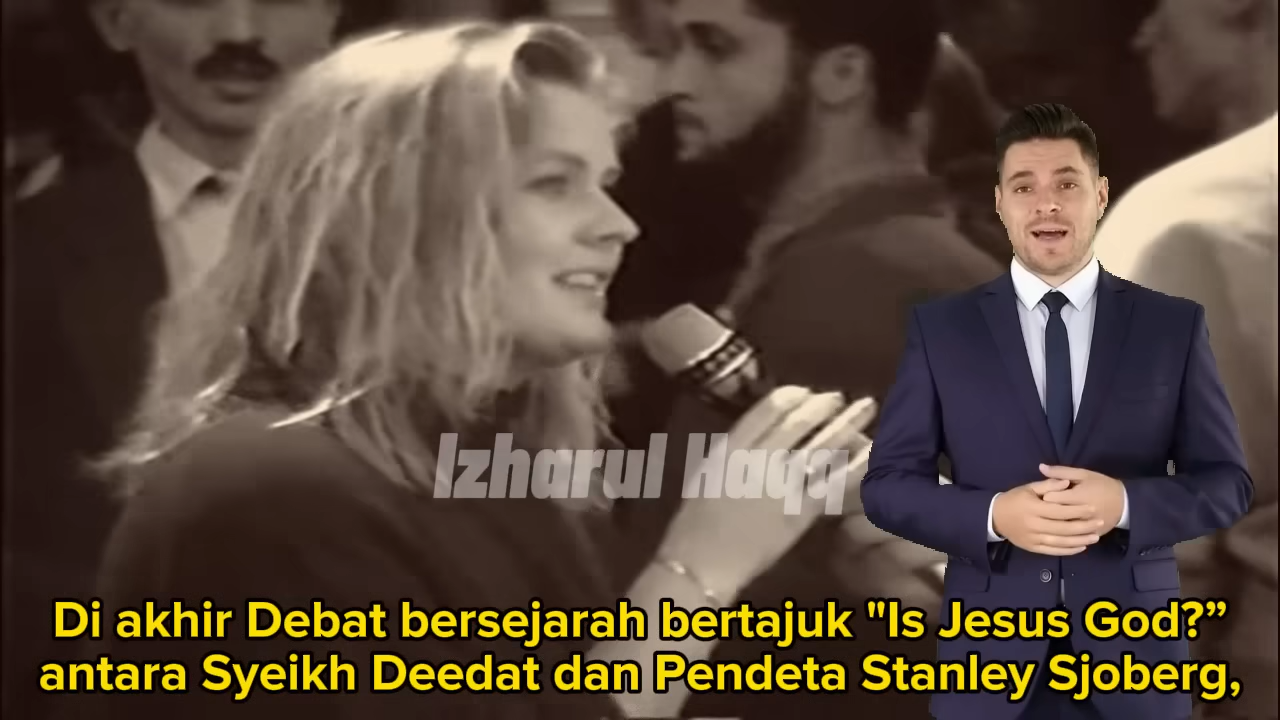 Izharul Haqq
Di akhir Debat bersejarah bertajuk "Is Jesus God?”
antara Syeikh Deedat dan Pendeta Stanley Sjoberg,